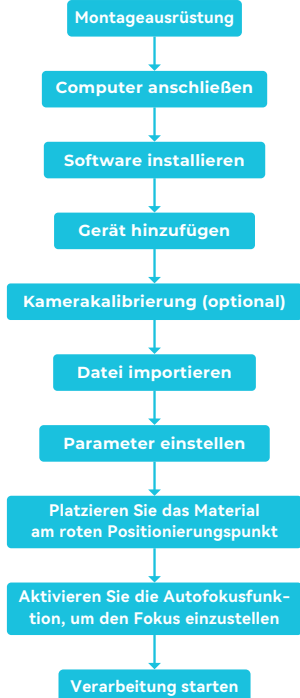 Montageausrüstung
Computer anschließen
Software installieren
Gerät hinzufügen
Kamerakalibrierung (optional)
Datei importieren
Parameter einstellen
Platzieren Sie das Material
am roten Positionierungspunkt
Aktivieren Sie die Autofokusfunk-
tion, um den Fokus einzustellen
Verarbeitung starten